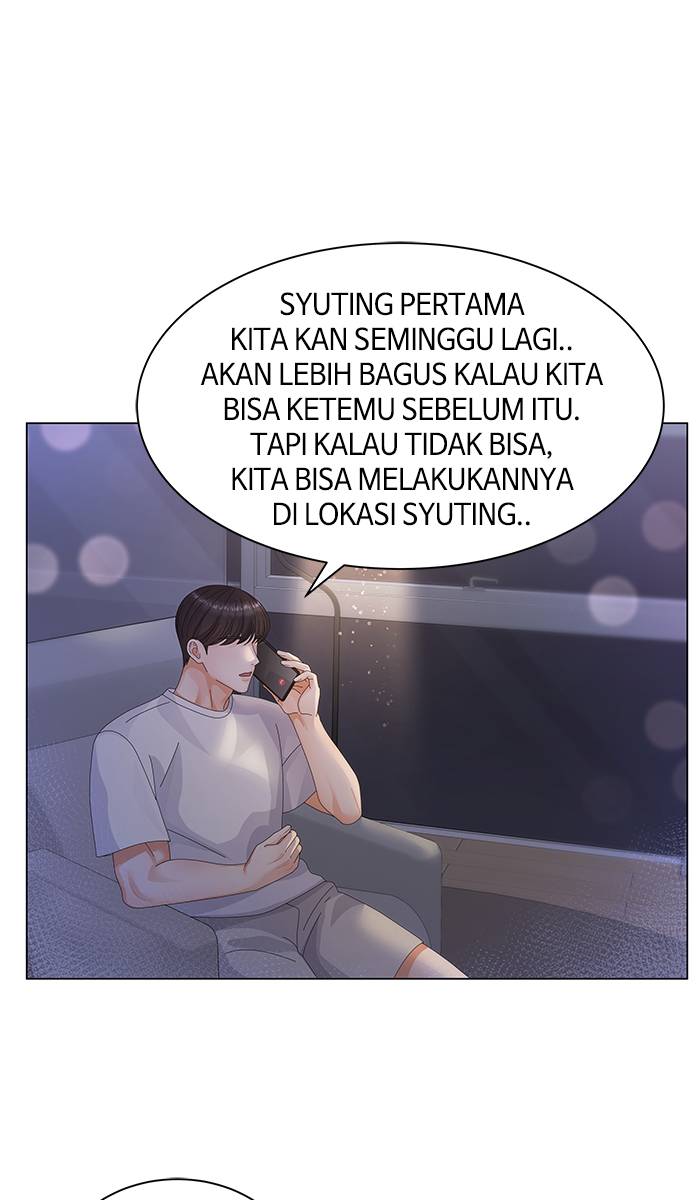 SYUTING PERTAMA
KITA KAN SEMINGGU LAGI..
AKAN LEBIH BAGUS KALAU KITA
BISA KETEMU SEBELUM ITU.
TAPI KALAU TIDAK BISA,
KITA BISA MELAKUKANNYA
DI LOKASI SYUTING..